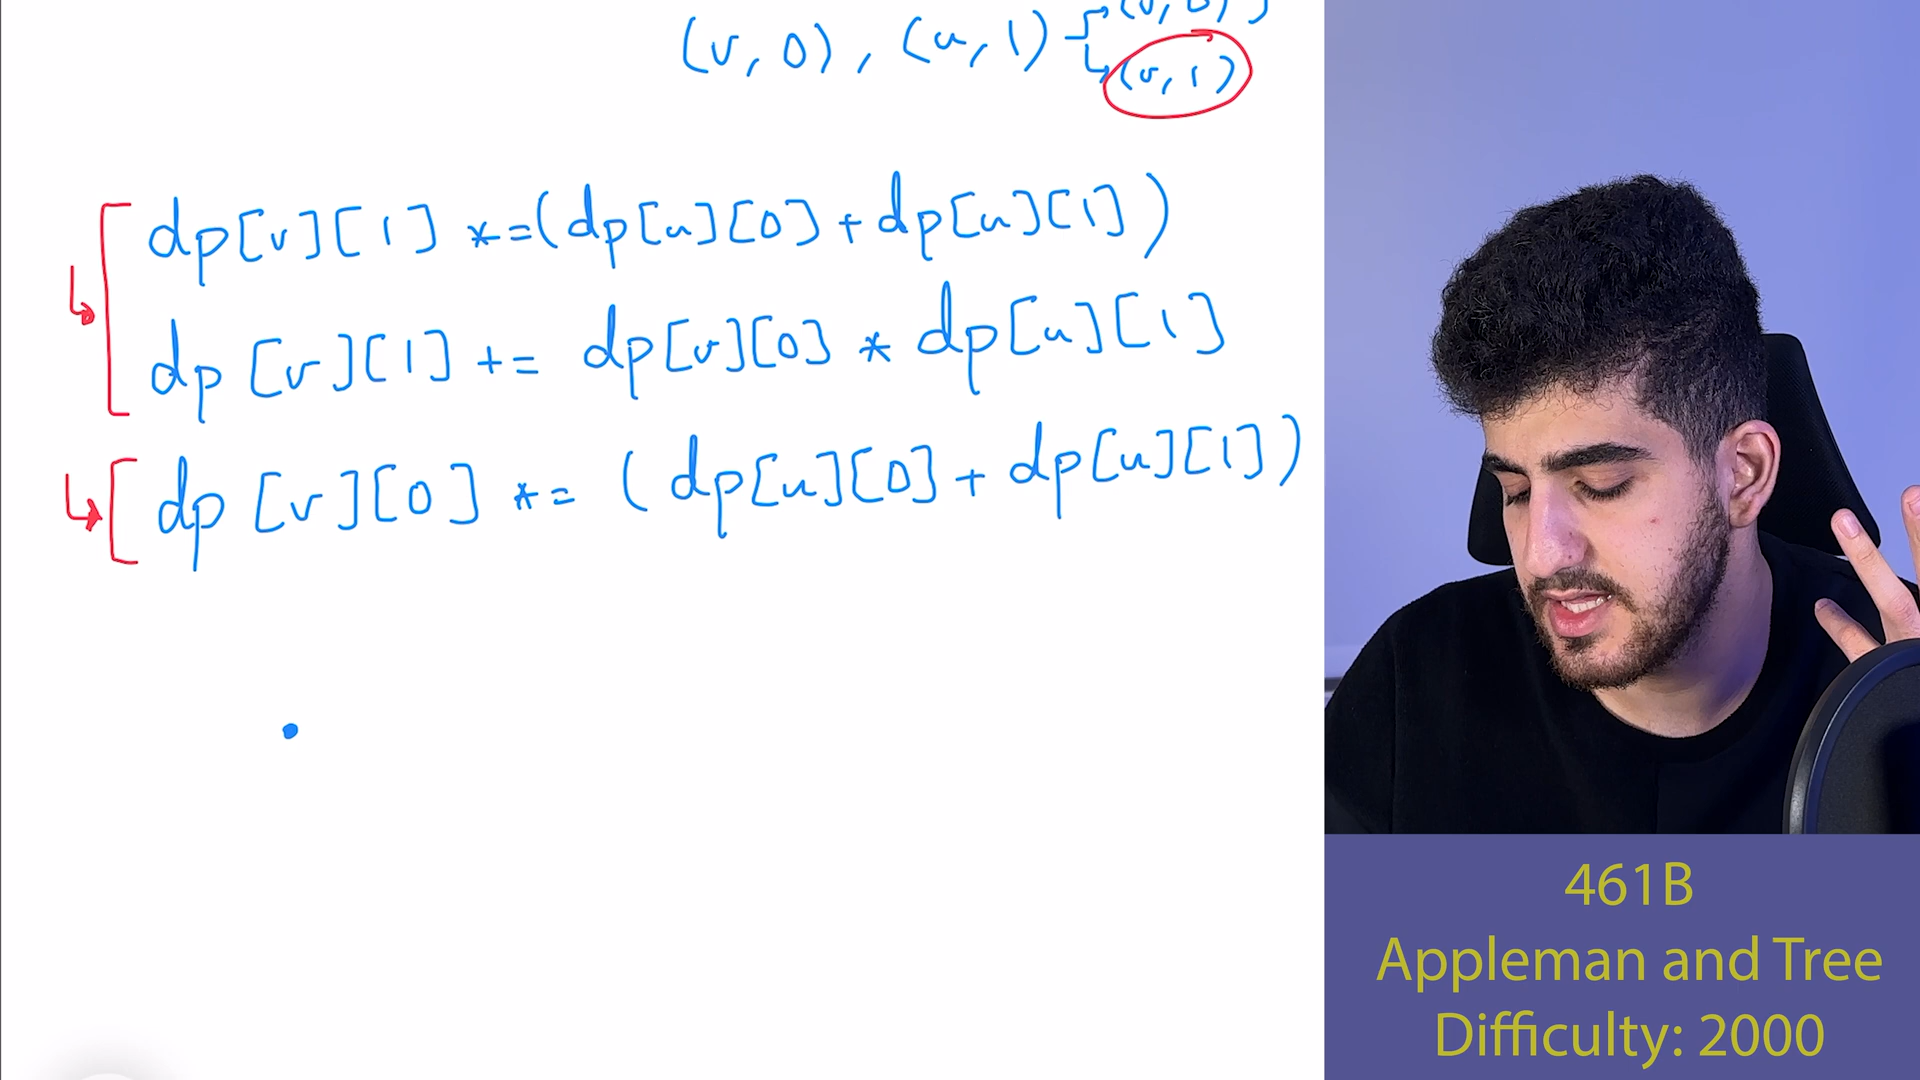 (v, 0), (u, 1) (v, 0)
(v, 1)
dp[v][1] *= (dp[u][0] + dp[u][1])
dp[v][1] += dp[v][0] * dp[u][1]
dp[v][0] *= (dp[u][0] + dp[u][1])
461B
Appleman and Tree
Difficulty: 2000